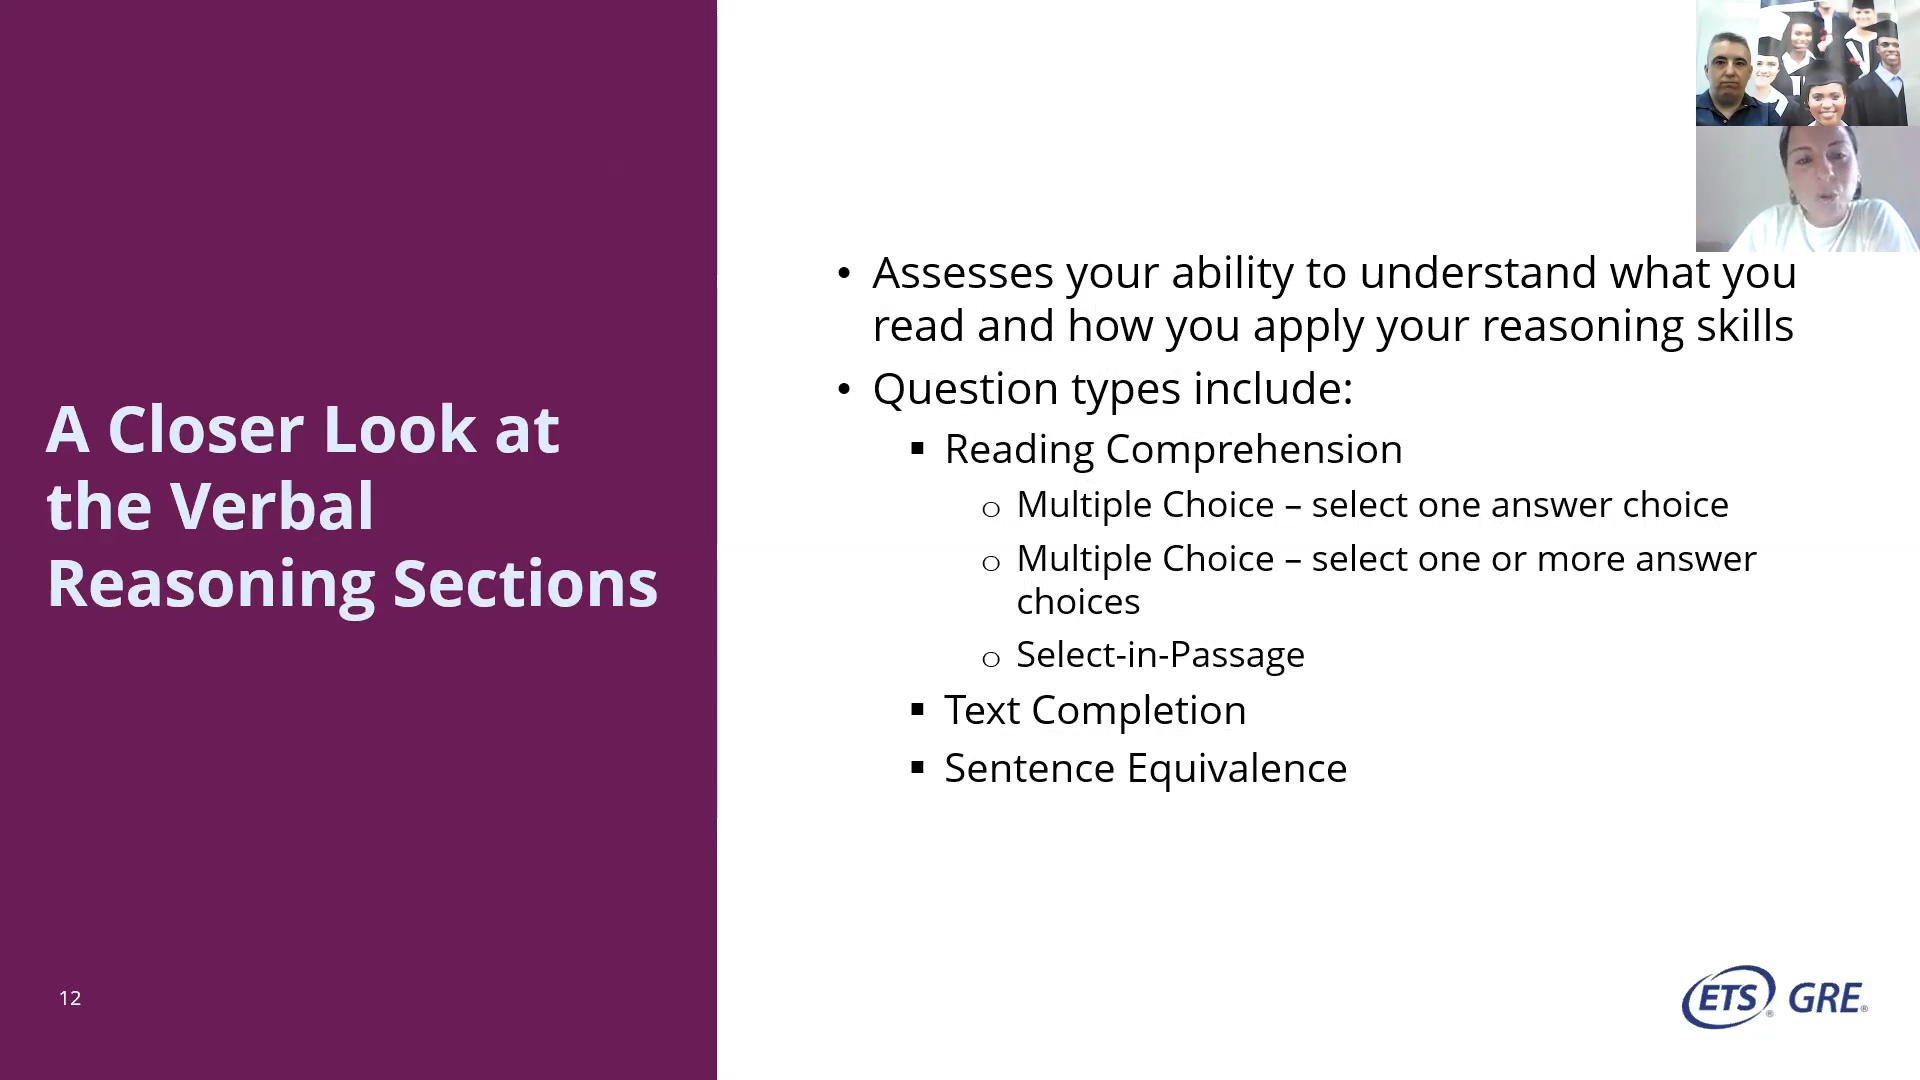 A Closer Look at
the Verbal
Reasoning Sections
• Assesses your ability to understand what you
read and how you apply your reasoning skills
• Question types include:
▪ Reading Comprehension
o Multiple Choice – select one answer choice
o Multiple Choice – select one or more answer
choices
o Select-in-Passage
▪ Text Completion
▪ Sentence Equivalence
12
ETS® GRE®